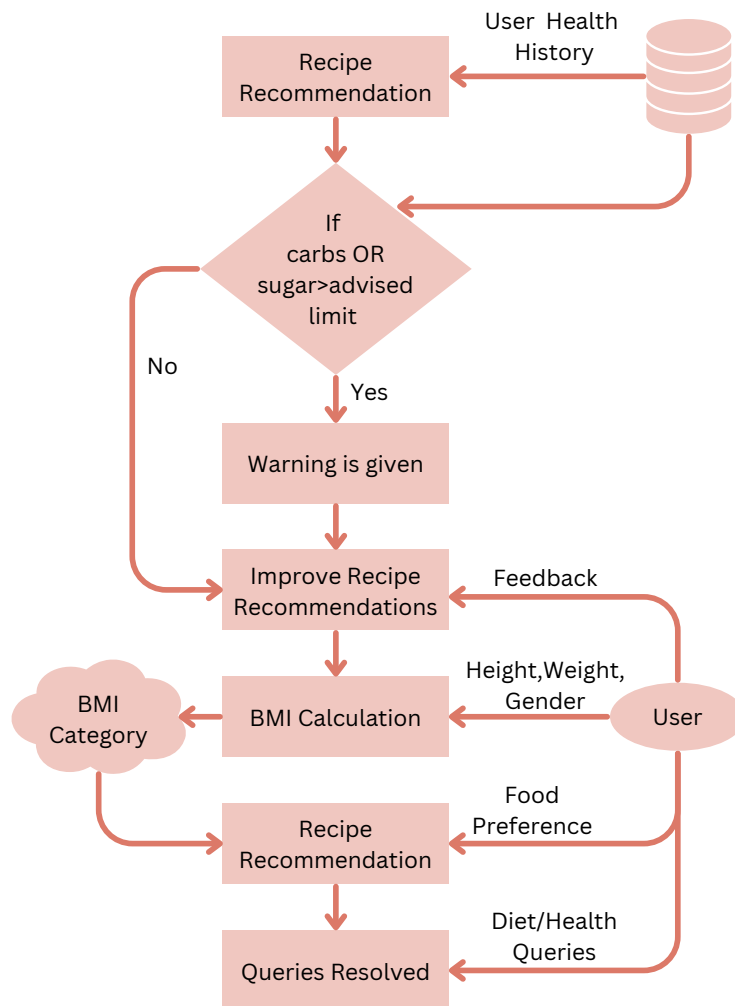 User Health
History
Recipe
Recommendation
If
carbs OR
sugar>advised
limit
No
Yes
Warning is given
Improve Recipe
Recommendations
Feedback
Height,Weight,
Gender
BMI
Category
BMI Calculation
User
Food
Preference
Recipe
Recommendation
Diet/Health
Queries
Queries Resolved